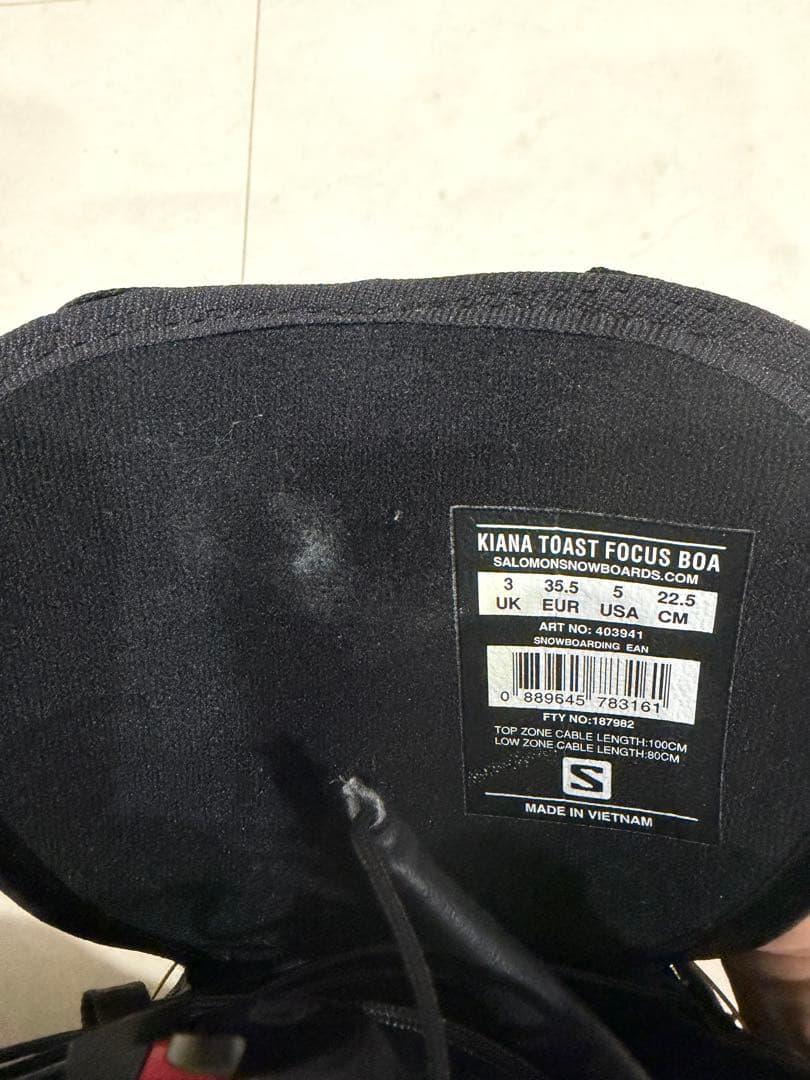 KIANA TOAST FOCUS BOA
SALOMONSNOWBOARDS.COM
3 35.5 5 22.5
UK EUR USA CM
ART NO: 403941
SNOWBOARDING EAN
0 889645 783161
FTY NO:187982
TOP ZONE CABLE LENGTH:100CM
LOW ZONE CABLE LENGTH:80CM
S
MADE IN VIETNAM